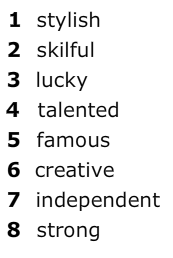 1 stylish
2 skilful
3 lucky
4 talented
5 famous
6 creative
7 independent
8 strong